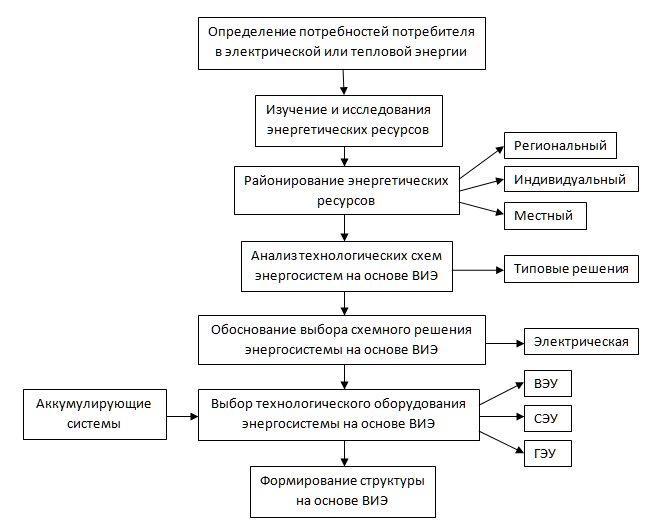 Определение потребностей потребителя
в электрической или тепловой энергии
Изучение и исследования
энергетических ресурсов
Районирование энергетических
ресурсов
Региональный
Индивидуальный
Местный
Анализ технологических схем
энергосистем на основе ВИЭ
Типовые решения
Обоснование выбора схемного решения
энергосистемы на основе ВИЭ
Электрическая
Аккумулирующие
системы
Выбор технологического оборудования
энергосистемы на основе ВИЭ
ВЭУ
СЭУ
ГЭУ
Формирование структуры
на основе ВИЭ